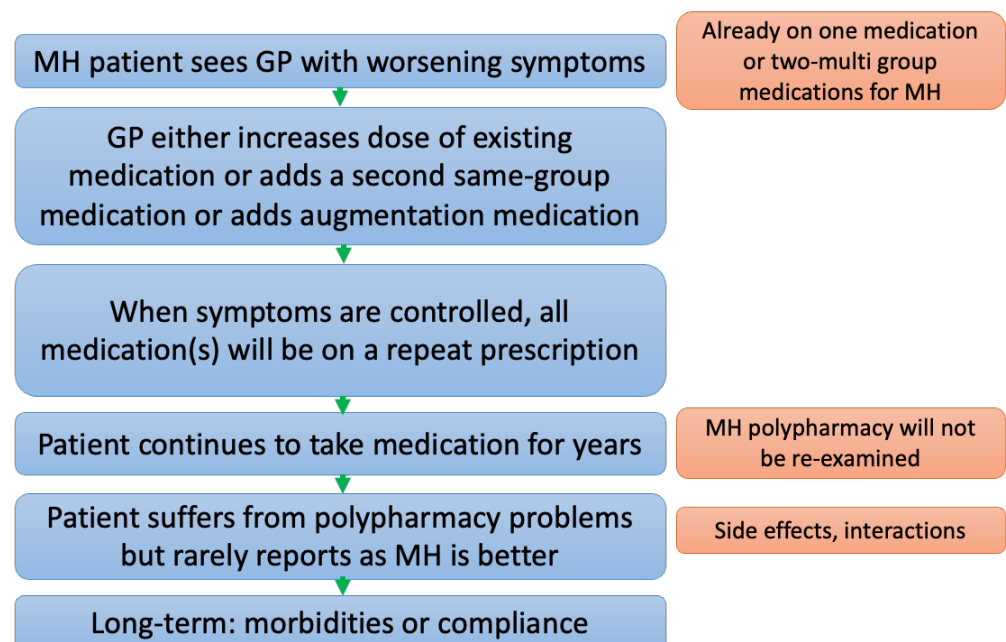 MH patient sees GP with worsening symptoms
Already on one medication
or two-multi group
medications for MH
GP either increases dose of existing
medication or adds a second same-group
medication or adds augmentation medication
When symptoms are controlled, all
medication(s) will be on a repeat prescription
Patient continues to take medication for years
MH polypharmacy will not
be re-examined
Patient suffers from polypharmacy problems
but rarely reports as MH is better
Side effects, interactions
Long-term: morbidities or compliance